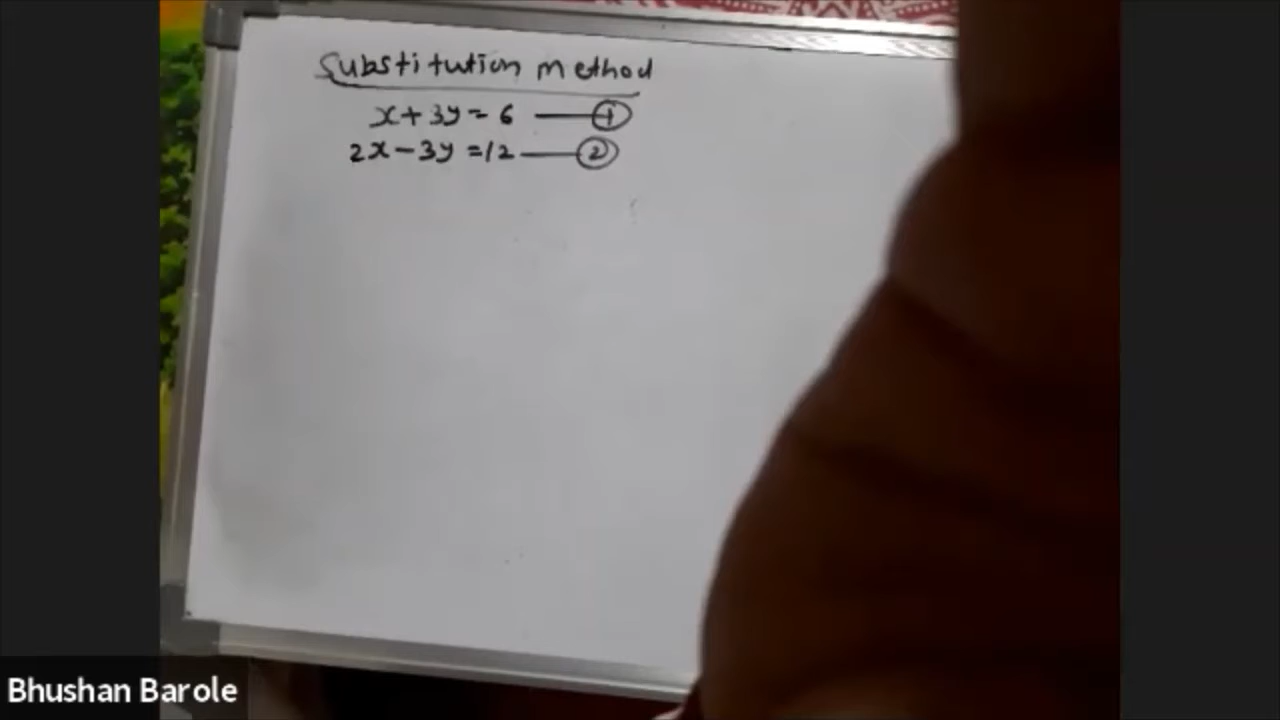 Substitution method
x + 3y = 6 —— ①
2x - 3y = 12 —— ②
Bhushan Barole